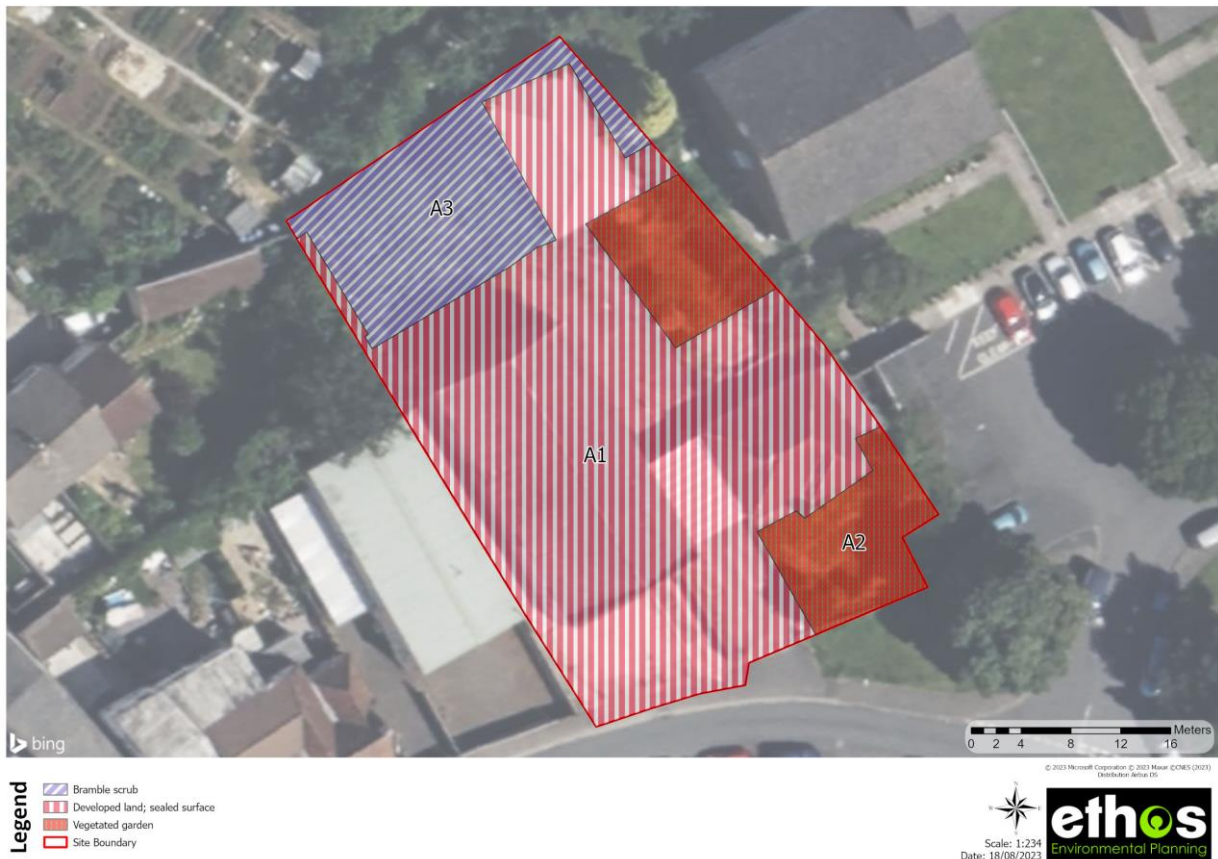 A3
A1
A2
KEEP
CLEAR
bing
Meters
0 2 4 8 12 16
© 2023 Microsoft Corporation © 2023 Maxar ©CNES (2023)
Distribution Airbus DS
Legend
Bramble scrub
Developed land; sealed surface
Vegetated garden
Site Boundary
Scale: 1:234
Date: 18/08/2023
ethos
Environmental Planning